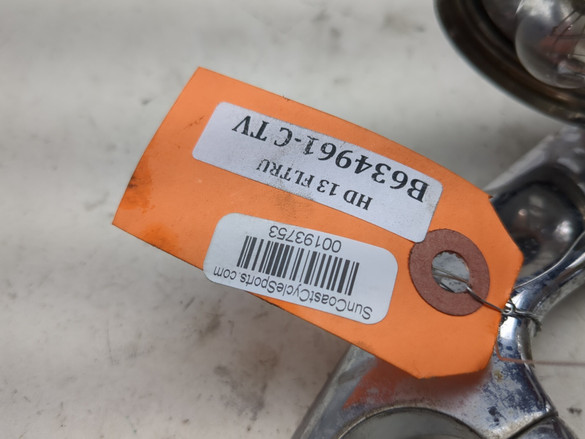 SunCoastCycleSports.com
00193753
HD 13 FLTRU
B634961-C TV